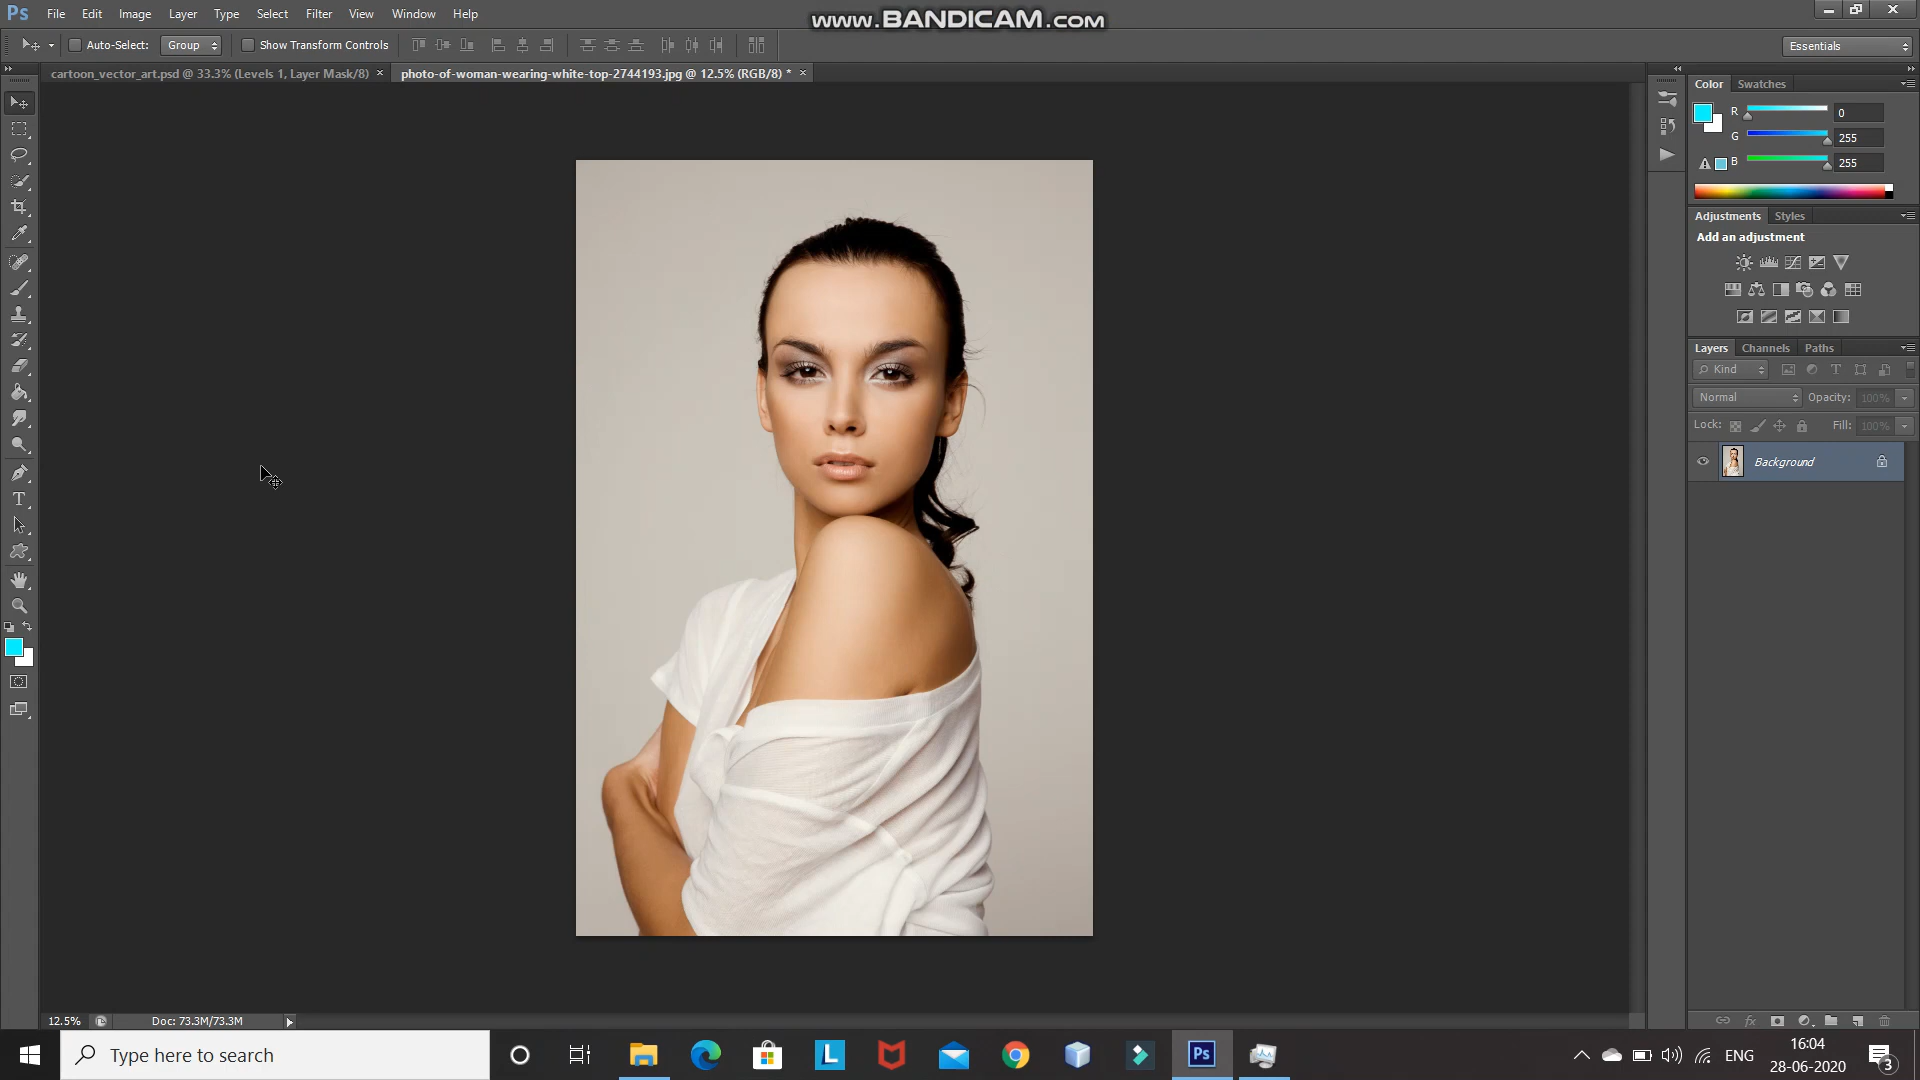 Ps File Edit Image Layer Type Select Filter View Window Help
www.BANDICAM.com
Auto-Select: Group Show Transform Controls Essentials
cartoon_vector_art.psd @ 33.3% (Levels 1, Layer Mask/8) ×
photo-of-woman-wearing-white-top-2744193.jpg @ 12.5% (RGB/8) * ×
Color Swatches
R 0
G 255
B 255
Adjustments Styles
Add an adjustment
Layers Channels Paths
Kind
Normal Opacity: 100%
Lock: Fill: 100%
Background
T
12.5% Doc: 73.3M/73.3M
fx
Type here to search
L
Ps
ENG
16:04
28-06-2020
3